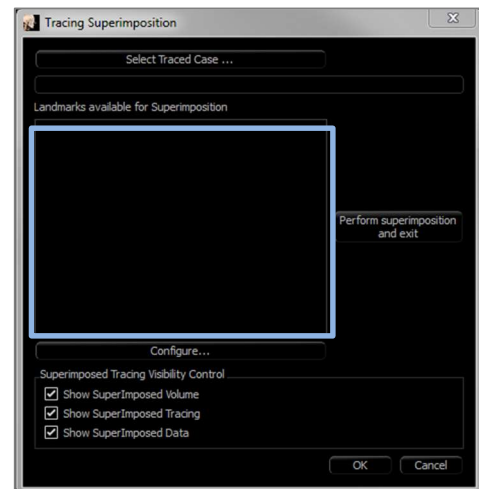 Tracing Superimposition
Select Traced Case ...
Landmarks available for Superimposition
Perform superimposition
and exit
Configure...
Superimposed Tracing Visibility Control
Show SuperImposed Volume
Show SuperImposed Tracing
Show SuperImposed Data
OK Cancel